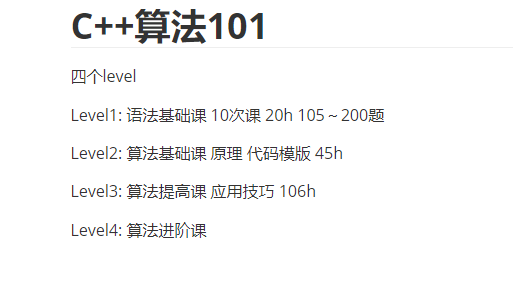 C++算法101
四个level
Level1: 语法基础课 10次课 20h 105～200题
Level2: 算法基础课 原理 代码模版 45h
Level3: 算法提高课 应用技巧 106h
Level4: 算法进阶课